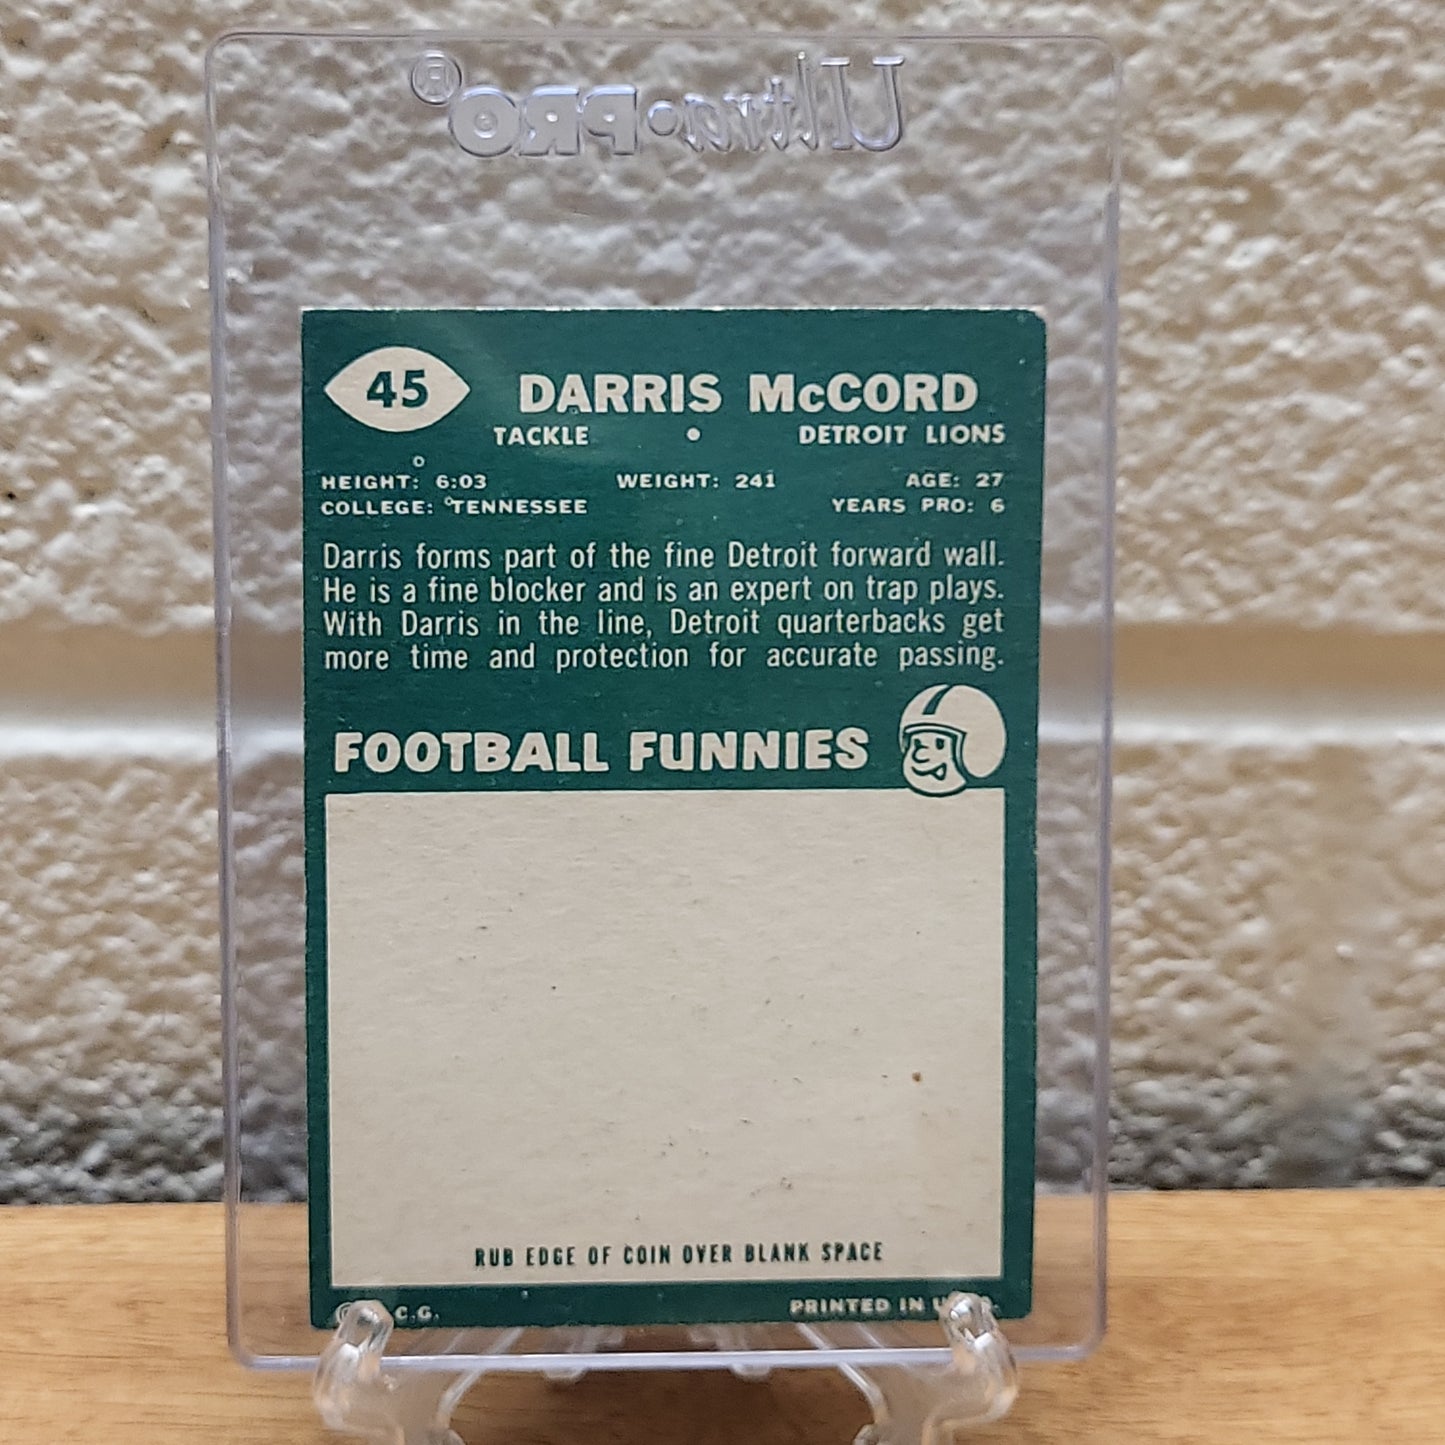 Ultra•PRO®
45
DARRIS McCORD
TACKLE • DETROIT LIONS
HEIGHT: 6:03 WEIGHT: 241 AGE: 27
COLLEGE: TENNESSEE YEARS PRO: 6
Darris forms part of the fine Detroit forward wall.
He is a fine blocker and is an expert on trap plays.
With Darris in the line, Detroit quarterbacks get
more time and protection for accurate passing.
FOOTBALL FUNNIES
RUB EDGE OF COIN OVER BLANK SPACE
C.G. PRINTED IN